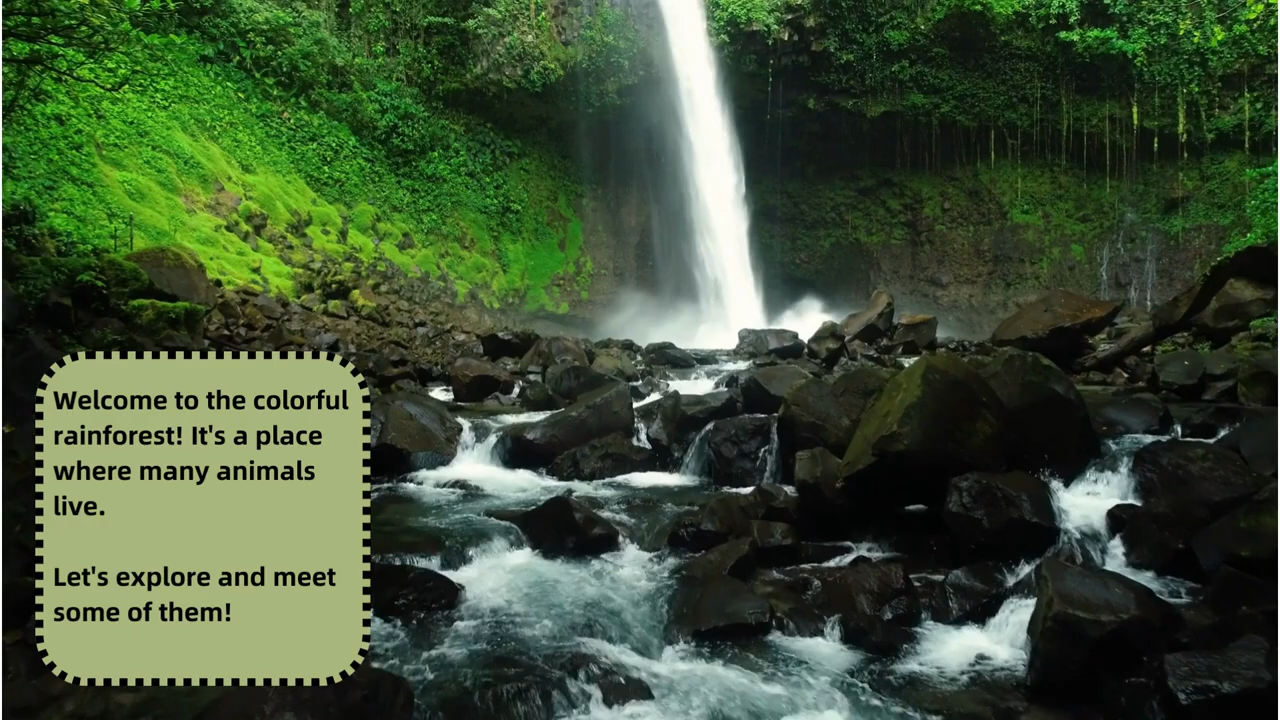 Welcome to the colorful
rainforest! It's a place
where many animals
live.
Let's explore and meet
some of them!